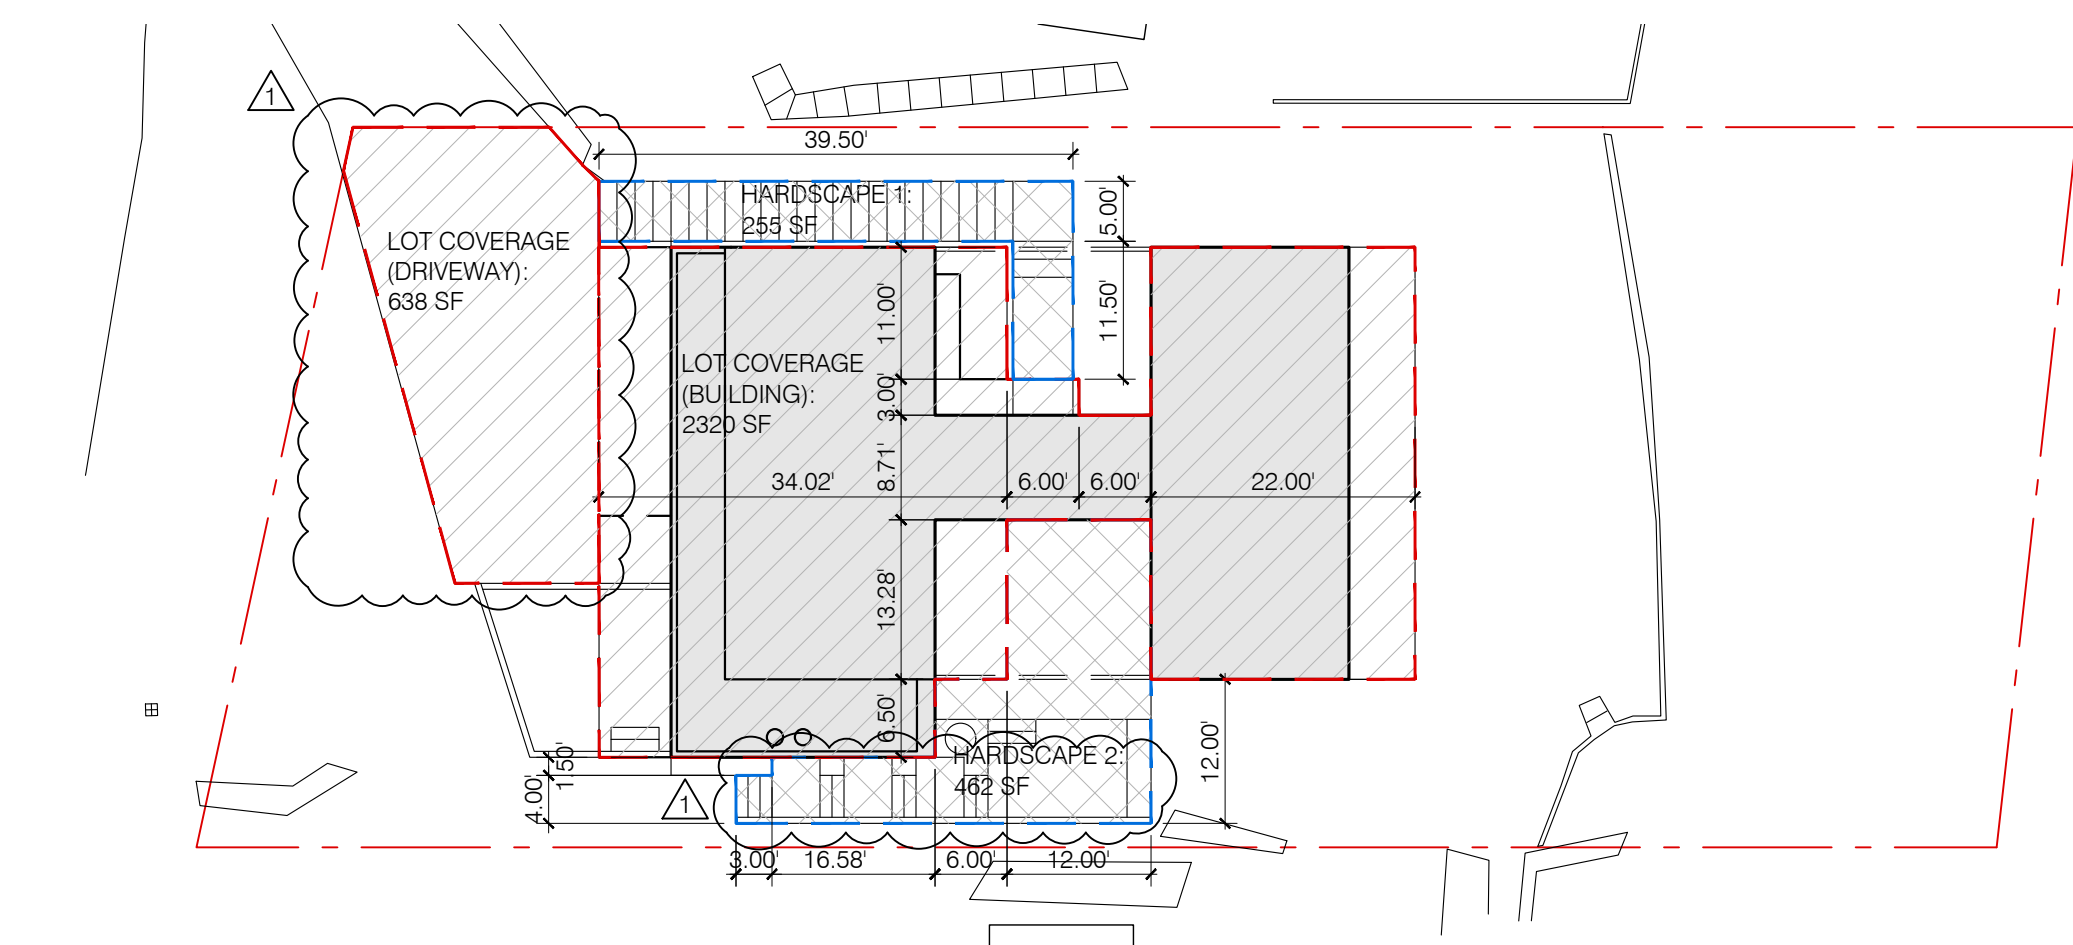 1
39.50'
HARDSCAPE 1:
255 SF
5.00'
LOT COVERAGE
(DRIVEWAY):
638 SF
11.00'
11.50'
LOT COVERAGE
(BUILDING):
2320 SF
3.00'
8.71'
34.02'
6.00'
6.00'
22.00'
13.28'
6.50'
HARDSCAPE 2:
462 SF
12.00'
1.50'
4.00'
1
3.00'
16.58'
6.00'
12.00'